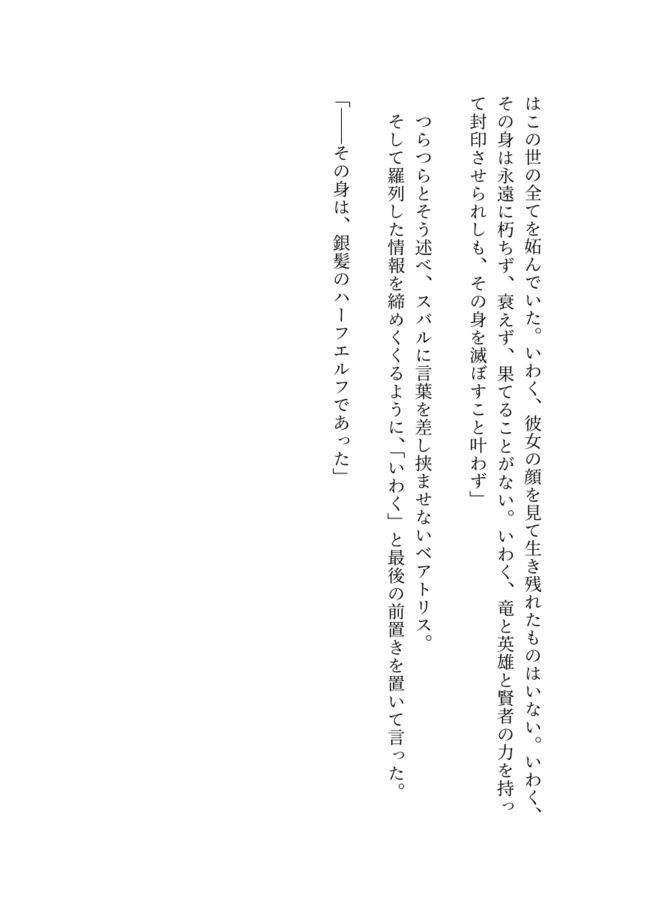 はこの世の全てを妬んでいた。いわく、彼女の顔を見て生き残れたものはいない。いわく、
その身は永遠に朽ちず、衰えず、果てることがない。いわく、竜と英雄と賢者の力を持っ
て封印させられしも、その身を滅ぼすこと叶わず」
つらつらとそう述べ、スバルに言葉を差し挟ませないベアトリス。
そして羅列した情報を締めくくるように、「いわく」と最後の前置きを置いて言った。
「――その身は、銀髪のハーフエルフであった」